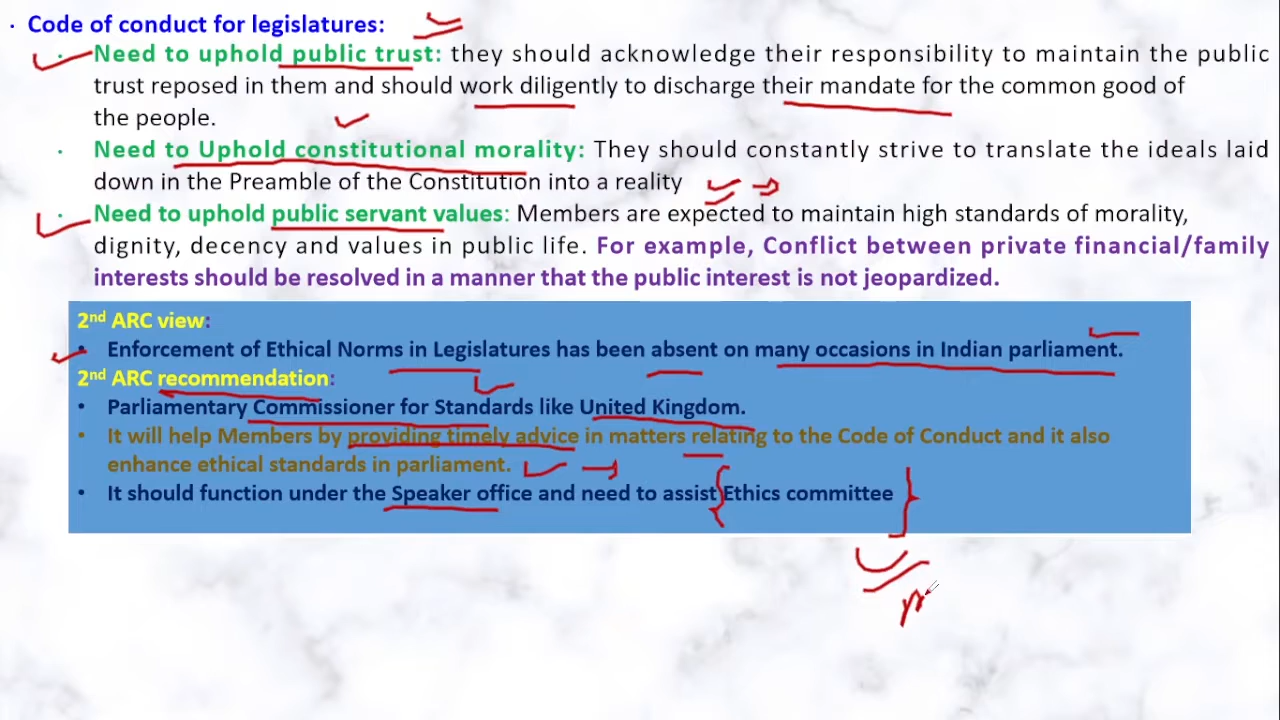 · Code of conduct for legislatures:
· Need to uphold public trust: they should acknowledge their responsibility to maintain the public
trust reposed in them and should work diligently to discharge their mandate for the common good of
the people.
· Need to Uphold constitutional morality: They should constantly strive to translate the ideals laid
down in the Preamble of the Constitution into a reality
· Need to uphold public servant values: Members are expected to maintain high standards of morality,
dignity, decency and values in public life. For example, Conflict between private financial/family
interests should be resolved in a manner that the public interest is not jeopardized.
2nd ARC view:
• Enforcement of Ethical Norms in Legislatures has been absent on many occasions in Indian parliament.
2nd ARC recommendation:
• Parliamentary Commissioner for Standards like United Kingdom.
• It will help Members by providing timely advice in matters relating to the Code of Conduct and it also
enhance ethical standards in parliament.
• It should function under the Speaker office and need to assist Ethics committee